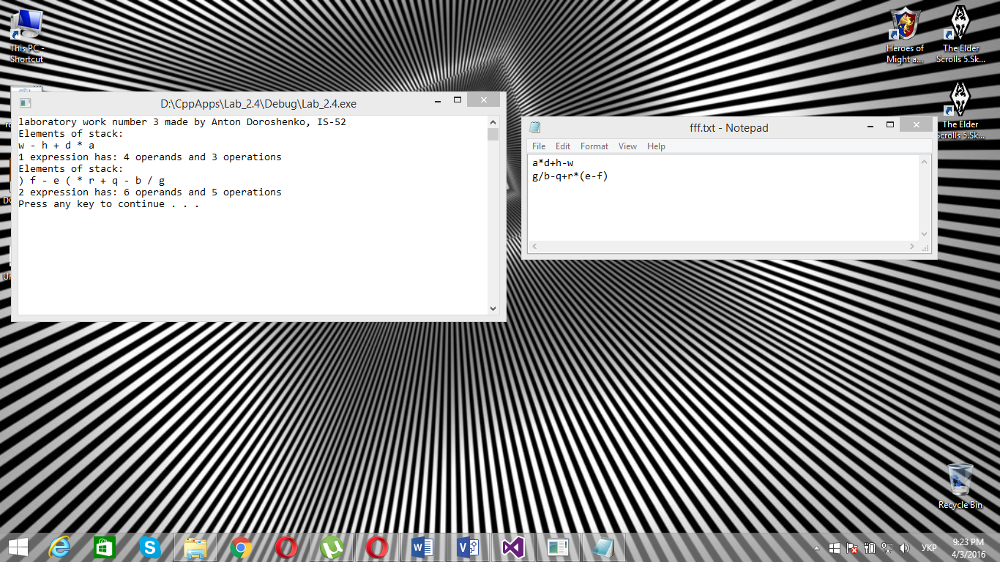 This PC -
Shortcut
Heroes of
Might a...
The Elder
Scrolls 5.Sk...
The Elder
Scrolls 5.Sk...
D:\CppApps\Lab_2.4\Debug\Lab_2.4.exe
laboratory work number 3 made by Anton Doroshenko, IS-52
Elements of stack:
w - h + d * a
1 expression has: 4 operands and 3 operations
Elements of stack:
) f - e ( * r + q - b / g
2 expression has: 6 operands and 5 operations
Press any key to continue . . .
fff.txt - Notepad
File Edit Format View Help
a*d+h-w
g/b-q+r*(e-f)
Recycle Bin
УКР
9:23 PM
4/3/2016